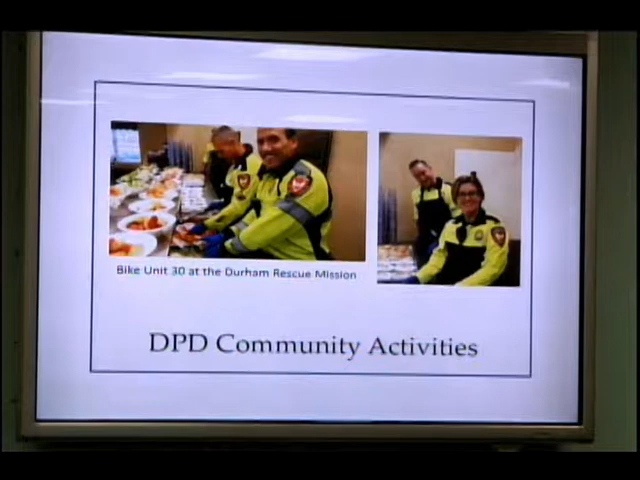 Bike Unit 30 at the Durham Rescue Mission
DPD Community Activities